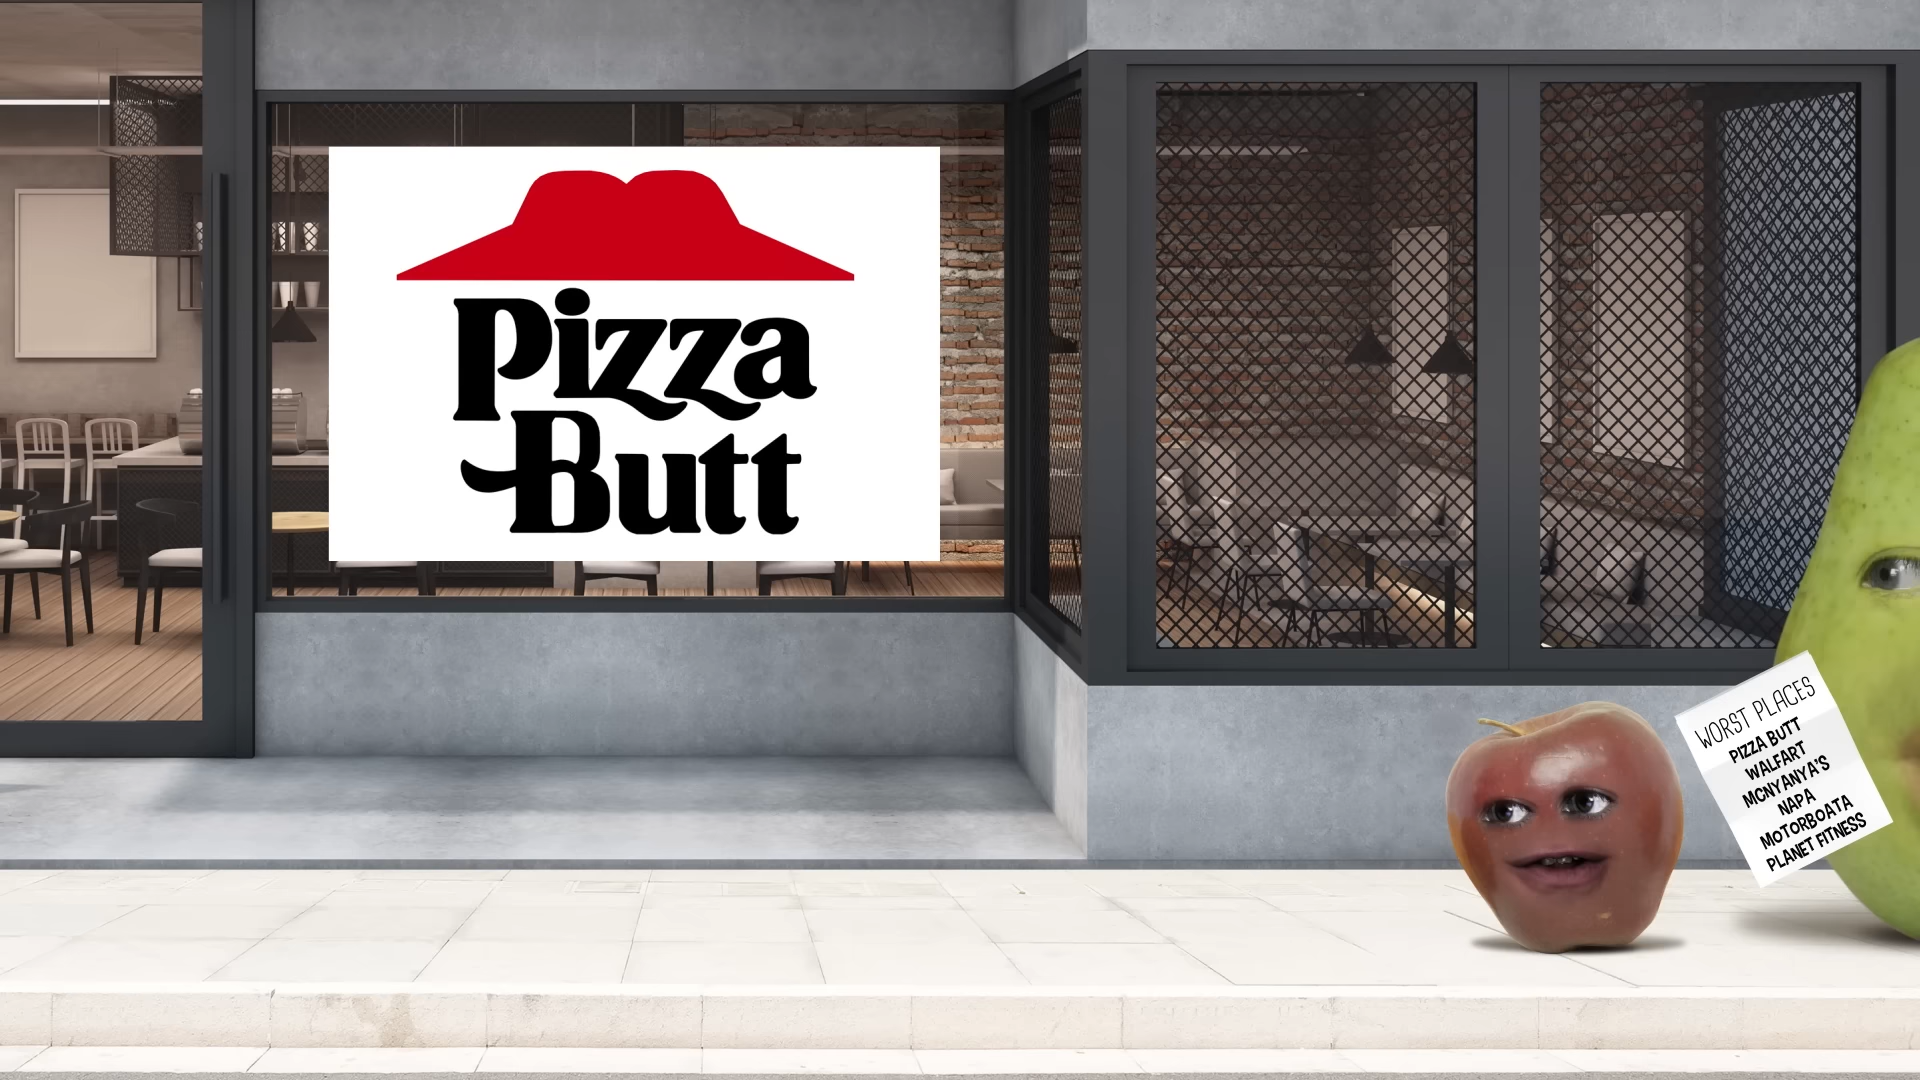 Pizza
Butt
WORST PLACES
PIZZA BUTT
WALFART
MCNYANYA'S
NAPA
MOTORBOATA
PLANET FITNESS